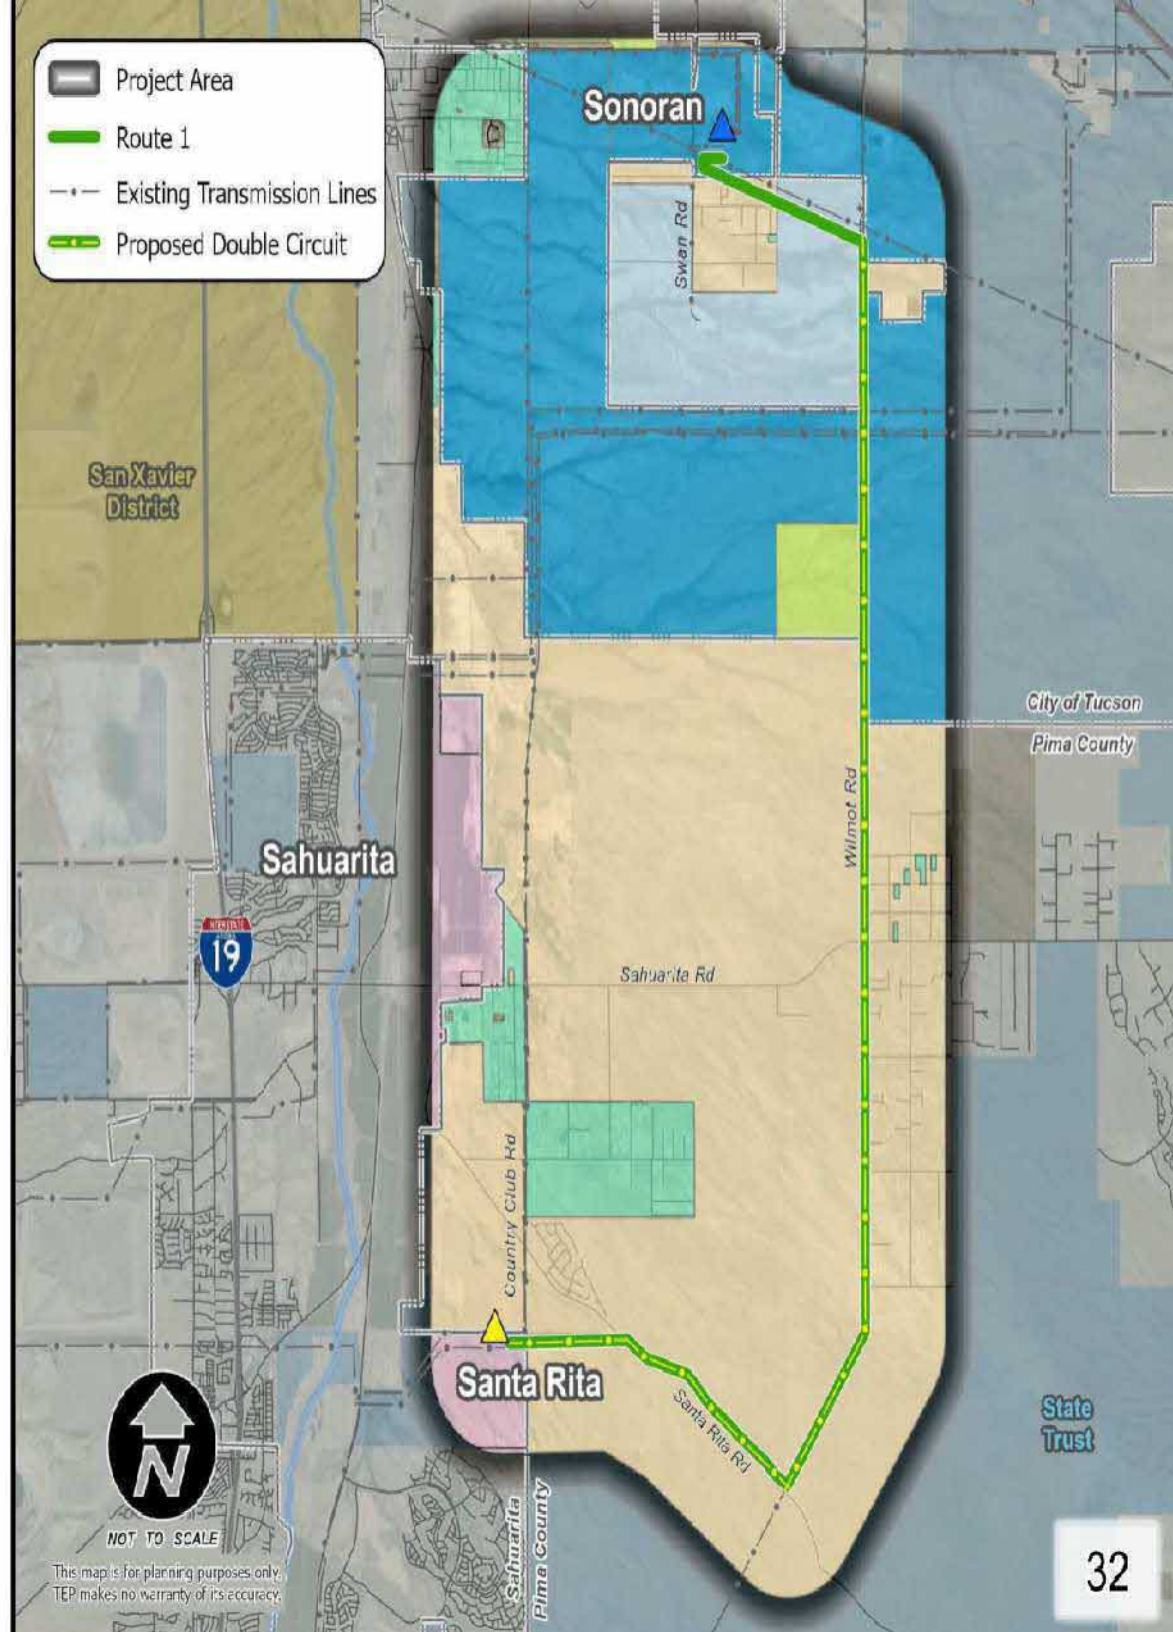 Project Area
Route 1
Existing Transmission Lines
Proposed Double Circuit
Sonoran
Swan Rd
San Xavier
District
City of Tucson
Pima County
Wilmot Rd
Sahuarita
INTERSTATE
19
Sahuarita Rd
Country Club Rd
Santa Rita
Santa Rita Rd
State
Trust
N
NOT TO SCALE
This map is for planning purposes only.
TEP makes no warranty of its accuracy.
Sahuarita
Pima County
32